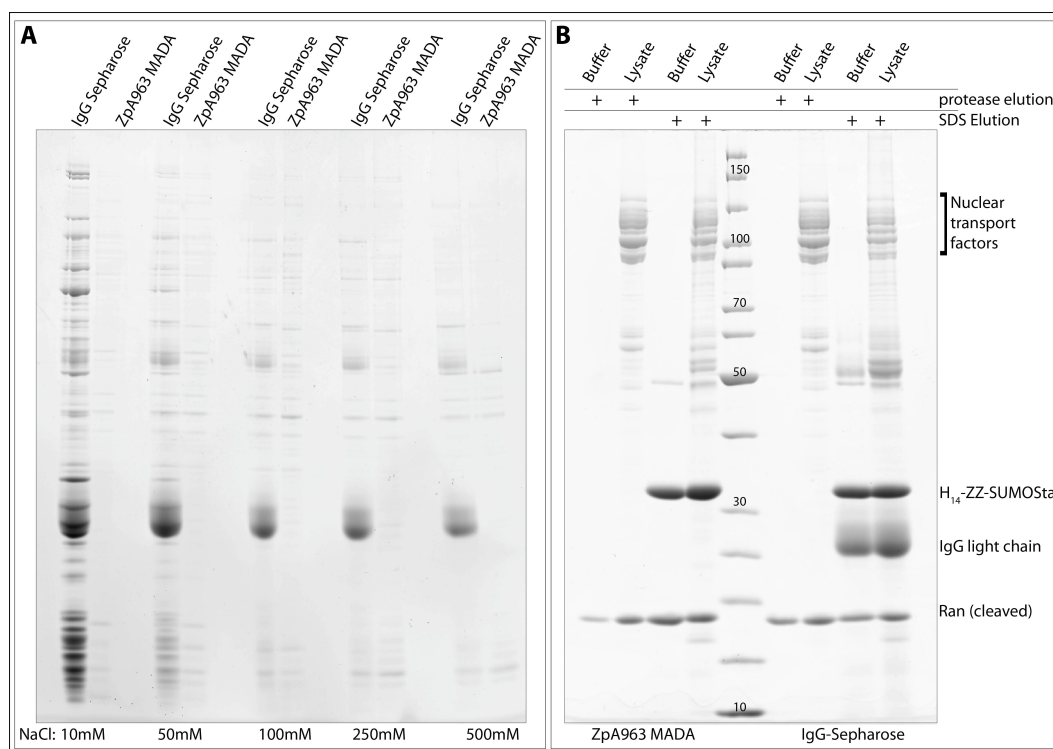 A
IgG Sepharose
ZpA963 MADA
IgG Sepharose
ZpA963 MADA
IgG Sepharose
ZpA963 MADA
IgG Sepharose
ZpA963 MADA
IgG Sepharose
ZpA963 MADA
NaCl: 10mM 50mM 100mM 250mM 500mM
B
Buffer
Lysate
Buffer
Lysate
Buffer
Lysate
Buffer
Lysate
+ + + + protease elution
+ + + + SDS Elution
150
Nuclear
transport
factors
100
70
50
30
H14-ZZ-SUMOSta
IgG light chain
Ran (cleaved)
10
ZpA963 MADA IgG-Sepharose